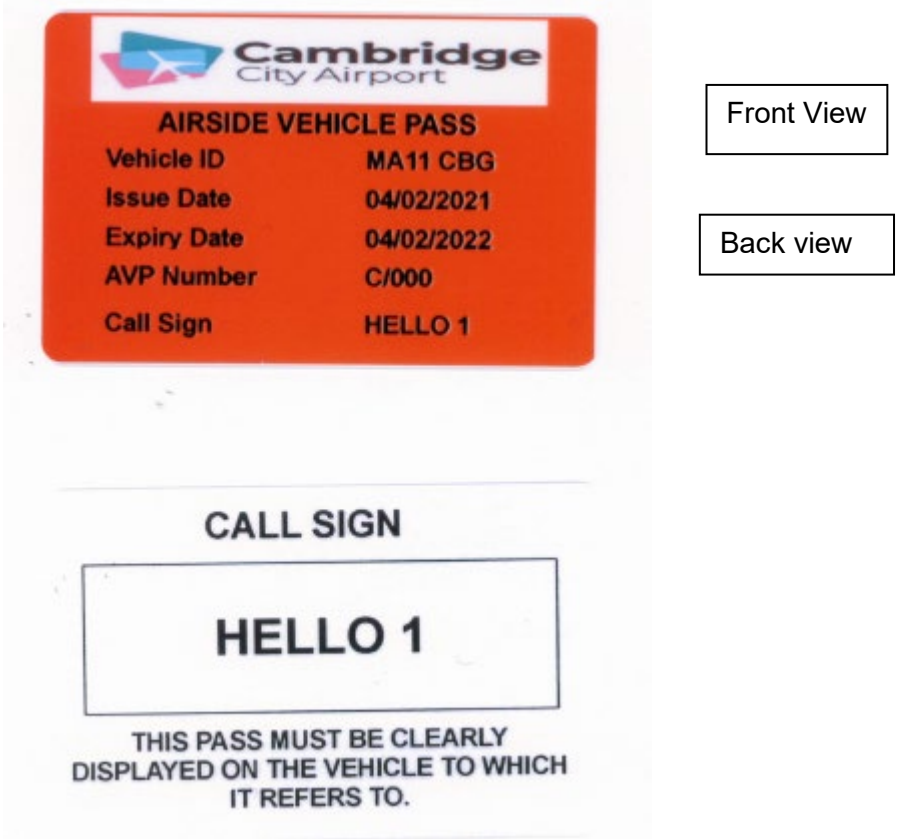 Cambridge
City Airport
AIRSIDE VEHICLE PASS
Vehicle ID MA11 CBG
Issue Date 04/02/2021
Expiry Date 04/02/2022
AVP Number C/000
Call Sign HELLO 1
Front View
Back view
CALL SIGN
HELLO 1
THIS PASS MUST BE CLEARLY
DISPLAYED ON THE VEHICLE TO WHICH
IT REFERS TO.